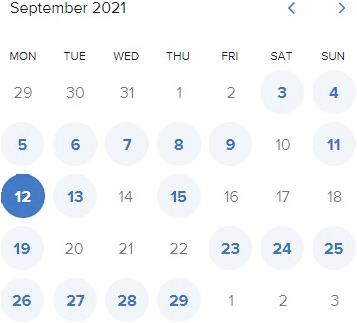 September 2021
MON TUE WED THU FRI SAT SUN
29 30 31 1 2 3 4
5 6 7 8 9 10 11
12 13 14 15 16 17 18
19 20 21 22 23 24 25
26 27 28 29 1 2 3